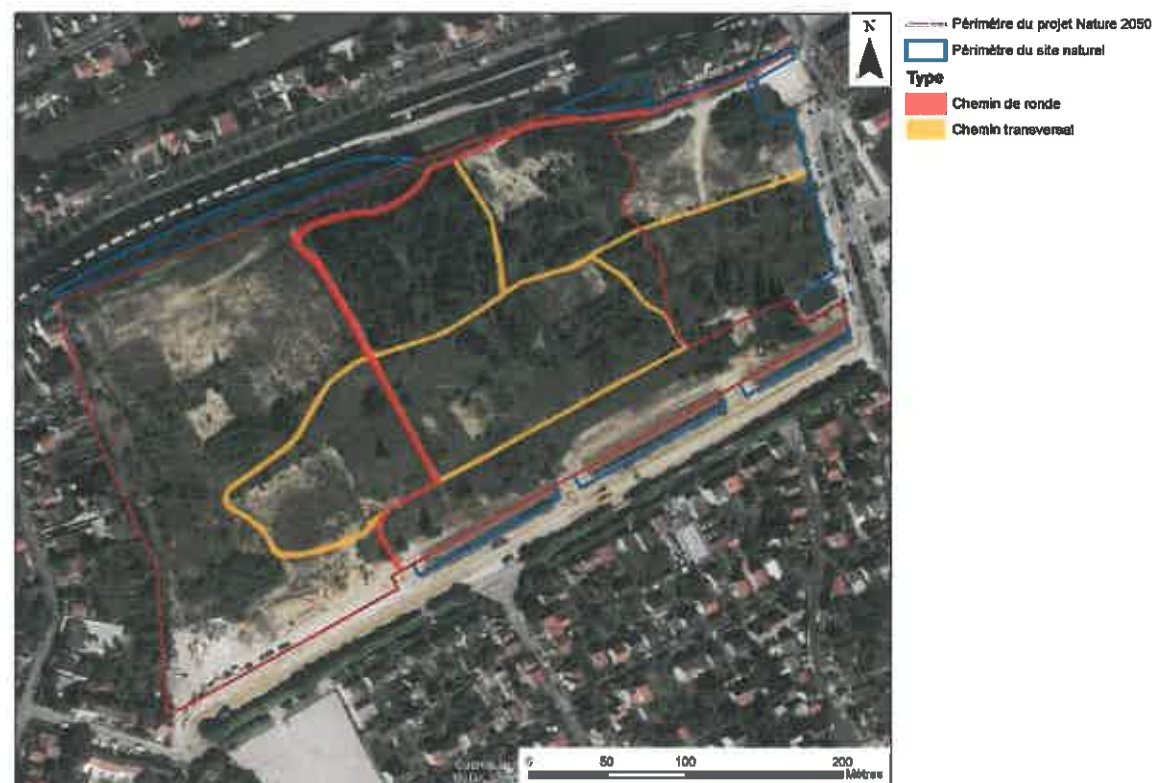 N
Périmètre du projet Nature 2050
Périmètre du site naturel
Type
Chemin de ronde
Chemin transversal
0 50 100 200
Mètres